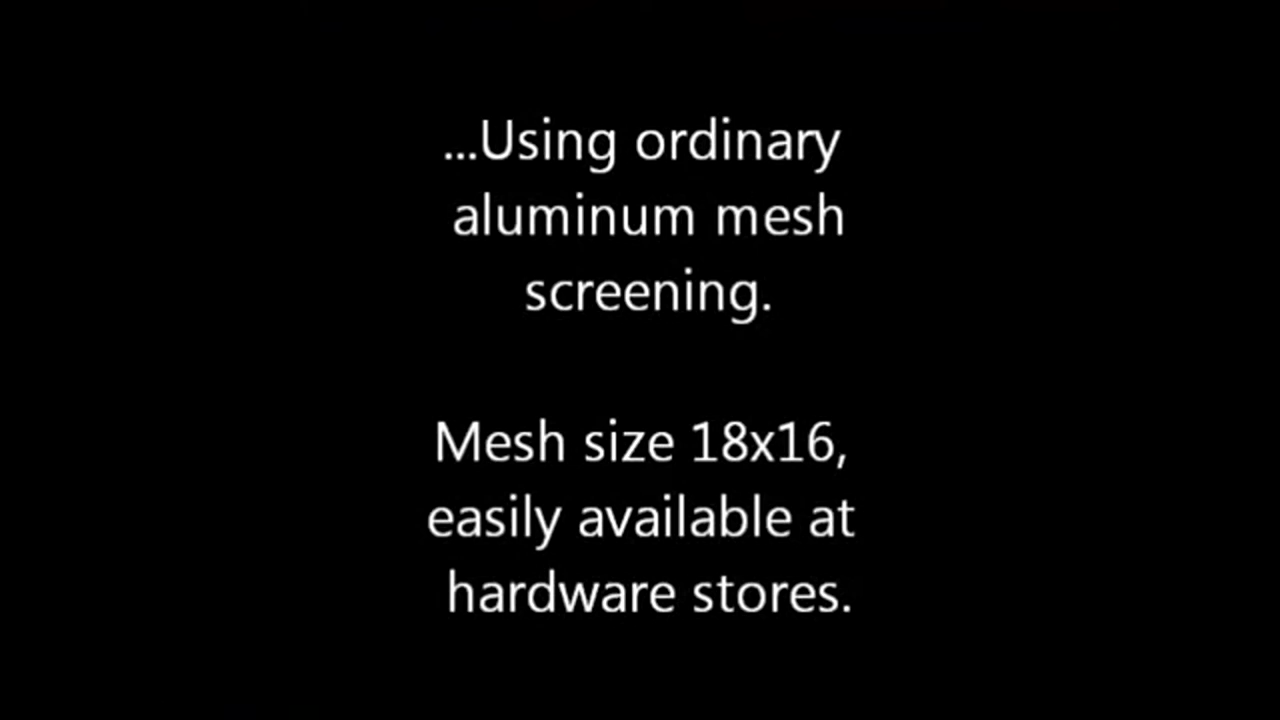 ...Using ordinary
aluminum mesh
screening.
Mesh size 18x16,
easily available at
hardware stores.